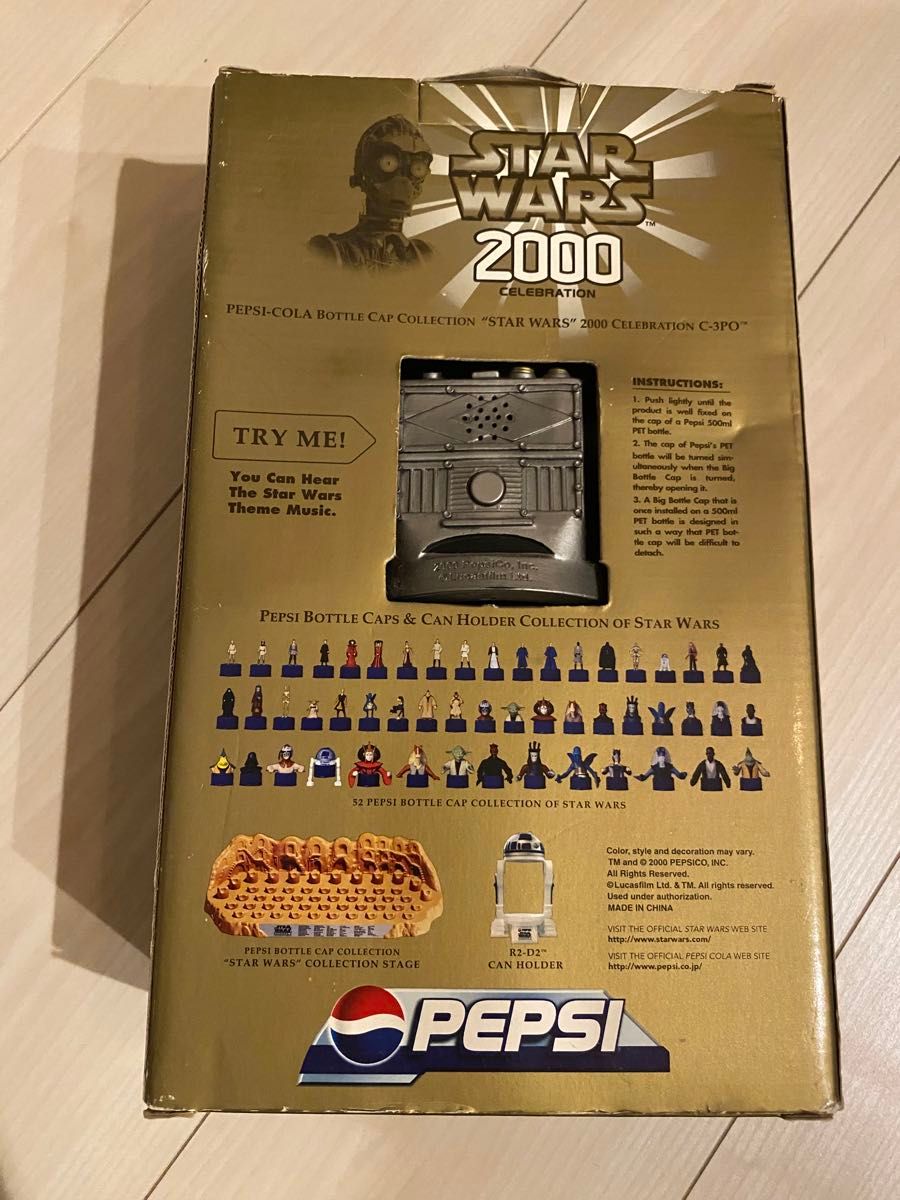 STAR
WARS™
2000
CELEBRATION
PEPSI-COLA BOTTLE CAP COLLECTION "STAR WARS" 2000 CELEBRATION C-3PO™
TRY ME!
You Can Hear
The Star Wars
Theme Music.
INSTRUCTIONS:
1. Push lightly until the
product is well fixed on
the cap of a Pepsi 500ml
PET bottle.
2. The cap of Pepsi's PET
bottle will be turned sim-
ultaneously when the Big
Bottle Cap is turned,
thereby opening it.
3. A Big Bottle Cap that is
once installed on a 500ml
PET bottle is designed in
such a way that PET bot-
tle cap will be difficult to
detach.
2000 PepsiCo, Inc.
Lucasfilm Ltd.
PEPSI BOTTLE CAPS & CAN HOLDER COLLECTION OF STAR WARS
52 PEPSI BOTTLE CAP COLLECTION OF STAR WARS
PEPSI BOTTLE CAP COLLECTION
"STAR WARS" COLLECTION STAGE
R2-D2™
CAN HOLDER
Color, style and decoration may vary.
TM and © 2000 PEPSICO, INC.
All Rights Reserved.
©Lucasfilm Ltd. & TM. All rights reserved.
Used under authorization.
MADE IN CHINA
VISIT THE OFFICIAL STAR WARS WEB SITE
http://www.starwars.com/
VISIT THE OFFICIAL PEPSI COLA WEB SITE
http://www.pepsi.co.jp/
PEPSI